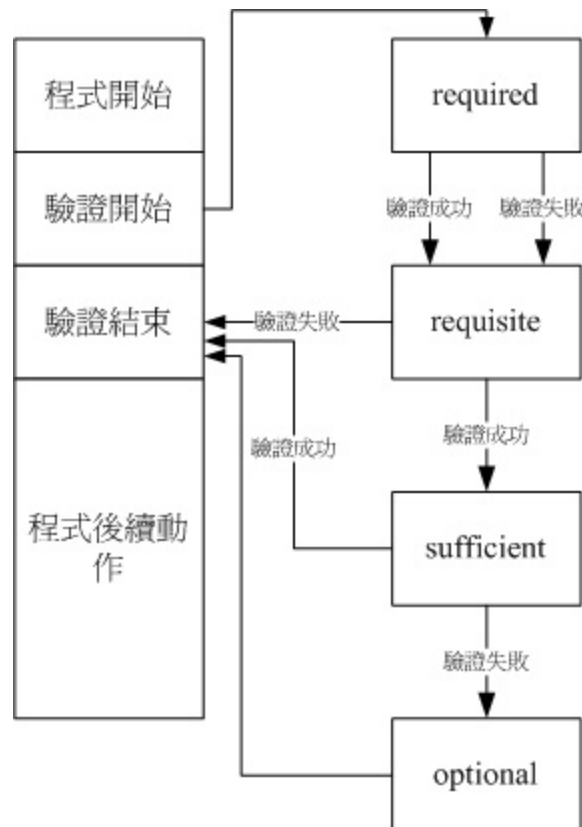 程式開始
required
驗證開始
驗證成功
驗證失敗
驗證結束
驗證失敗
requisite
驗證成功
驗證成功
程式後續動
作
sufficient
驗證失敗
optional